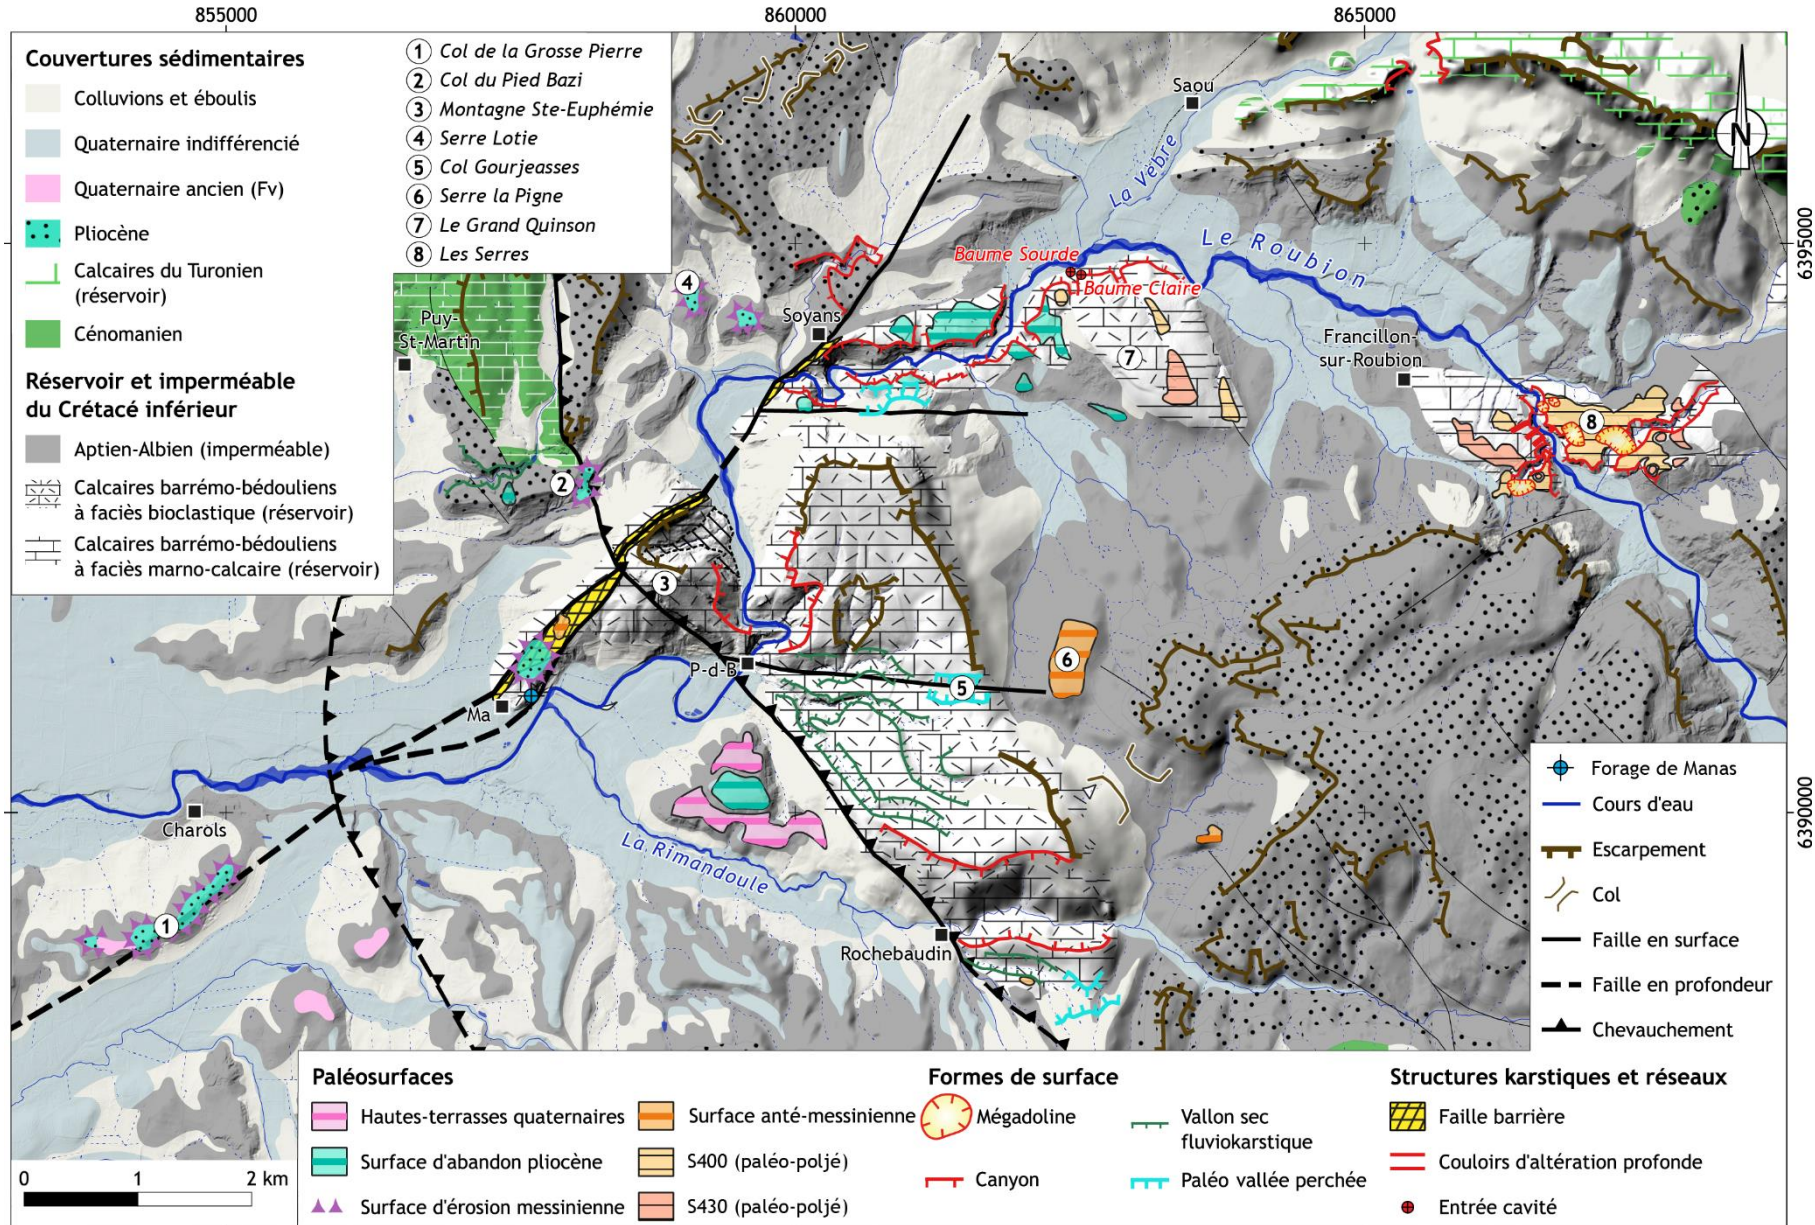 855000
860000
865000
Couvertures sédimentaires
Colluvions et éboulis
Quaternaire indifférencié
Quaternaire ancien (Fv)
Pliocène
Calcaires du Turonien
(réservoir)
Cénomanien
Réservoir et imperméable
du Crétacé inférieur
Aptien-Albien (imperméable)
Calcaires barrémo-bédouliens
à faciès bioclastique (réservoir)
Calcaires barrémo-bédouliens
à faciès marno-calcaire (réservoir)
1 Col de la Grosse Pierre
2 Col du Pied Bazi
3 Montagne Ste-Euphémie
4 Serre Lotie
5 Col Gourjeasses
6 Serre la Pigne
7 Le Grand Quinson
8 Les Serres
Saou
N
La Vèbre
6395000
Le Roubion
Baume Sourde
Baume Claire
4
Soyans
Puy-
St-Martin
7
Francillon-
sur-Roubion
8
2
3
6
P-d-B
5
Ma
Charols
La Rimandoule
6390000
1
Rochebaudin
Forage de Manas
Cours d'eau
Escarpement
Col
Faille en surface
Faille en profondeur
Chevauchement
0 1 2 km
Paléosurfaces
Hautes-terrasses quaternaires
Surface d'abandon pliocène
Surface d'érosion messinienne
Surface anté-messinienne
S400 (paléo-poljé)
S430 (paléo-poljé)
Formes de surface
Mégadoline
Canyon
Vallon sec
fluviokarstique
Paléo vallée perchée
Structures karstiques et réseaux
Faille barrière
Couloirs d'altération profonde
Entrée cavité